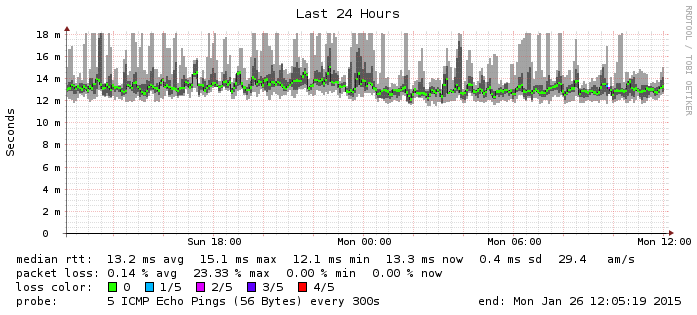 Last 24 Hours
RRDTOOL / TOBI OETIKER
Seconds
18 m
16 m
14 m
12 m
10 m
8 m
6 m
4 m
2 m
0
Sun 18:00 Mon 00:00 Mon 06:00 Mon 12:00
median rtt: 13.2 ms avg 15.1 ms max 12.1 ms min 13.3 ms now 0.4 ms sd 29.4 am/s
packet loss: 0.14 % avg 23.33 % max 0.00 % min 0.00 % now
loss color: 0 1/5 2/5 3/5 4/5
probe: 5 ICMP Echo Pings (56 Bytes) every 300s end: Mon Jan 26 12:05:19 2015